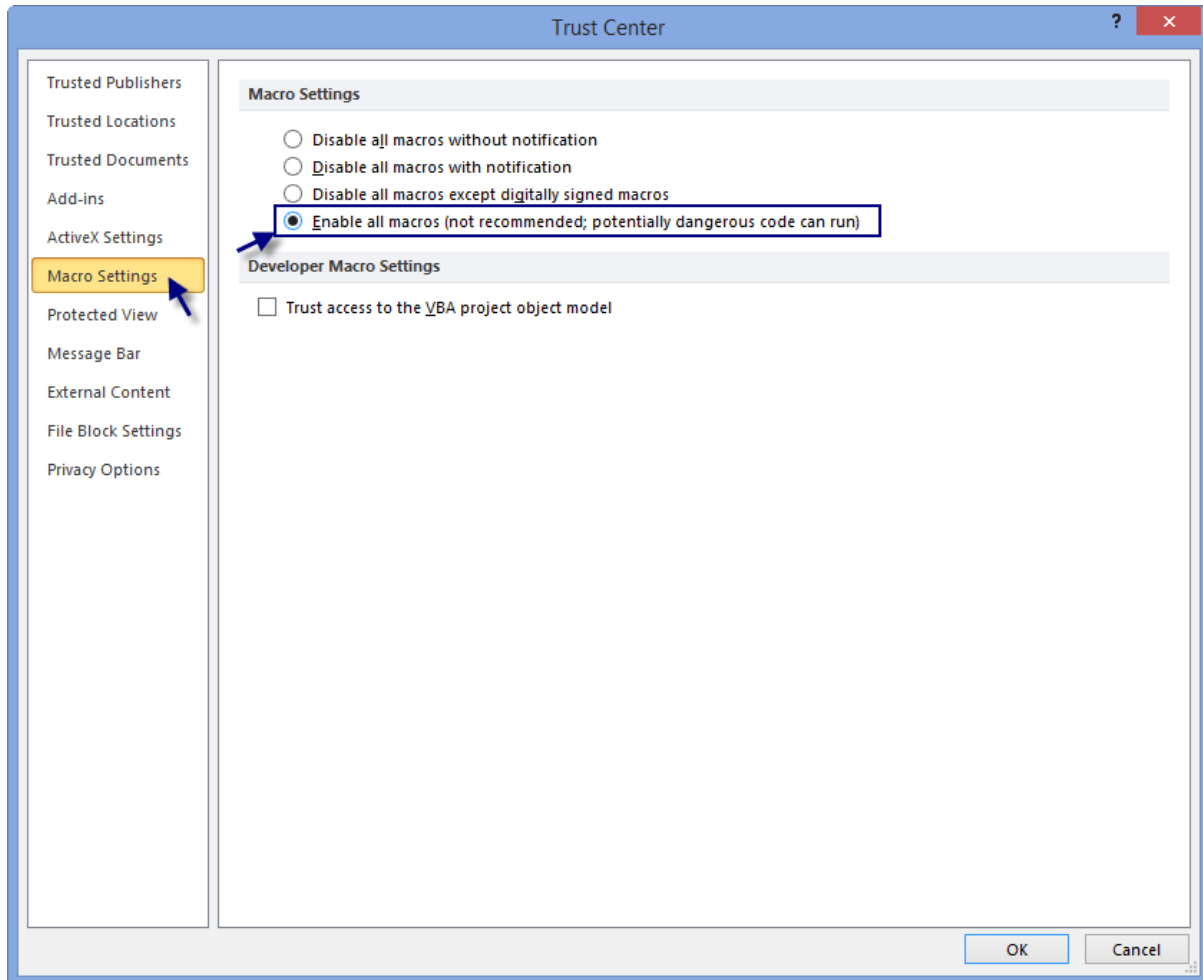 Trust Center
?
Trusted Publishers
Trusted Locations
Trusted Documents
Add-ins
ActiveX Settings
Macro Settings
Protected View
Message Bar
External Content
File Block Settings
Privacy Options
Macro Settings
Disable all macros without notification
Disable all macros with notification
Disable all macros except digitally signed macros
Enable all macros (not recommended; potentially dangerous code can run)
Developer Macro Settings
Trust access to the VBA project object model
OK
Cancel